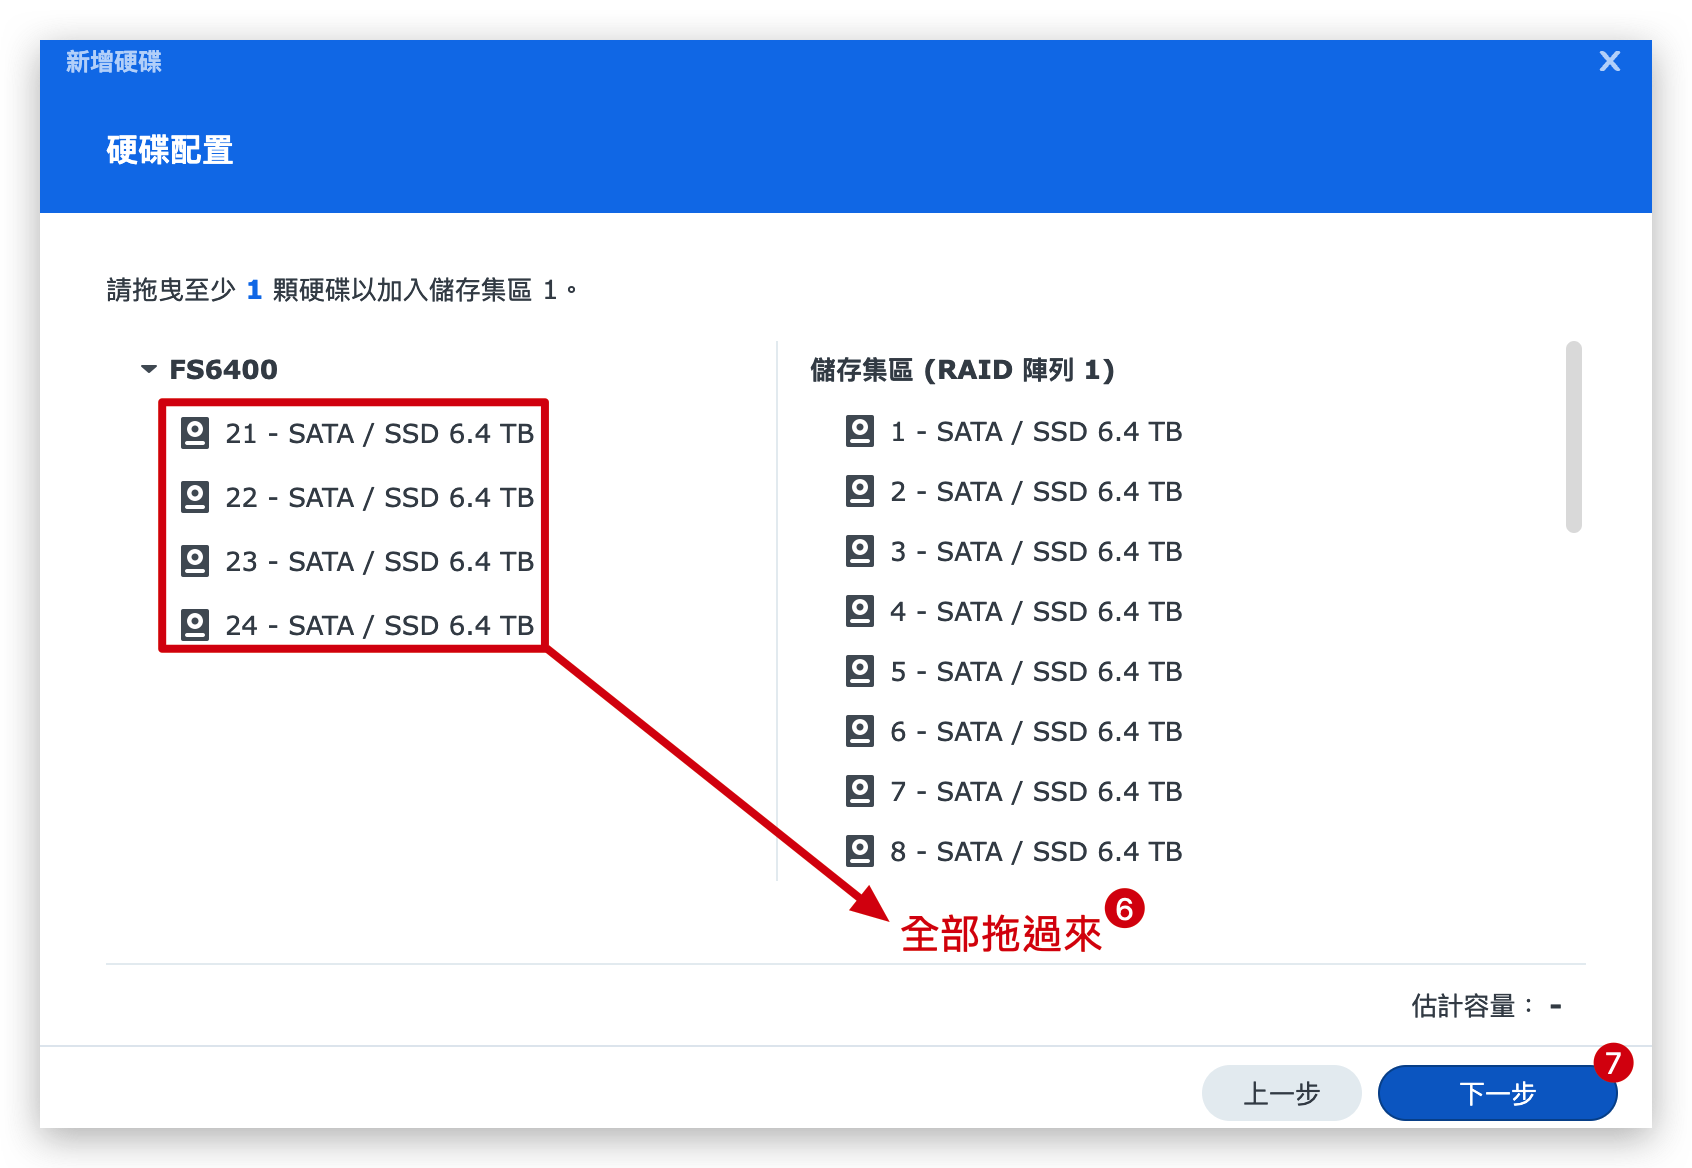 新增硬碟
X
硬碟配置
請拖曳至少 1 顆硬碟以加入儲存集區 1。
FS6400
21 - SATA / SSD 6.4 TB
22 - SATA / SSD 6.4 TB
23 - SATA / SSD 6.4 TB
24 - SATA / SSD 6.4 TB
儲存集區 (RAID 陣列 1)
1 - SATA / SSD 6.4 TB
2 - SATA / SSD 6.4 TB
3 - SATA / SSD 6.4 TB
4 - SATA / SSD 6.4 TB
5 - SATA / SSD 6.4 TB
6 - SATA / SSD 6.4 TB
7 - SATA / SSD 6.4 TB
8 - SATA / SSD 6.4 TB
全部拖過來 6
估計容量： -
上一步
下一步 7